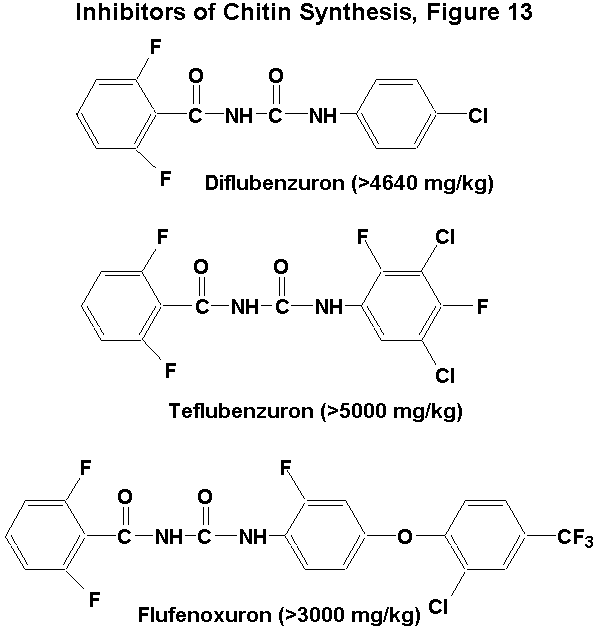 Inhibitors of Chitin Synthesis, Figure 13
F
O O
C NH C NH Cl
F
Diflubenzuron (>4640 mg/kg)
F F Cl
O O
C NH C NH F
F
Cl
Teflubenzuron (>5000 mg/kg)
F F
O O
C NH C NH O CF3
F
Cl
Flufenoxuron (>3000 mg/kg)